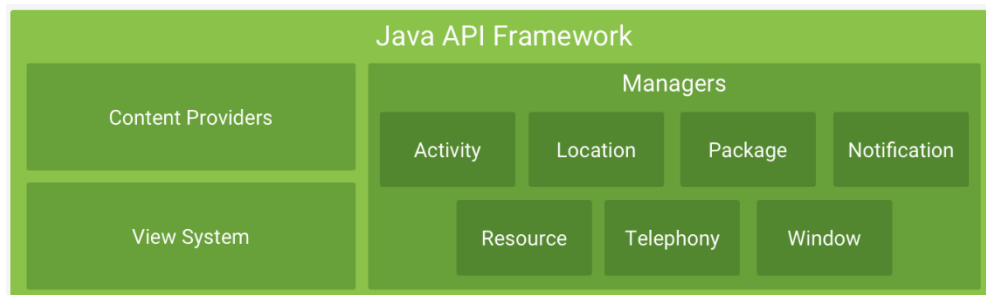 Java API Framework
Content Providers
View System
Managers
Activity Location Package Notification
Resource Telephony Window